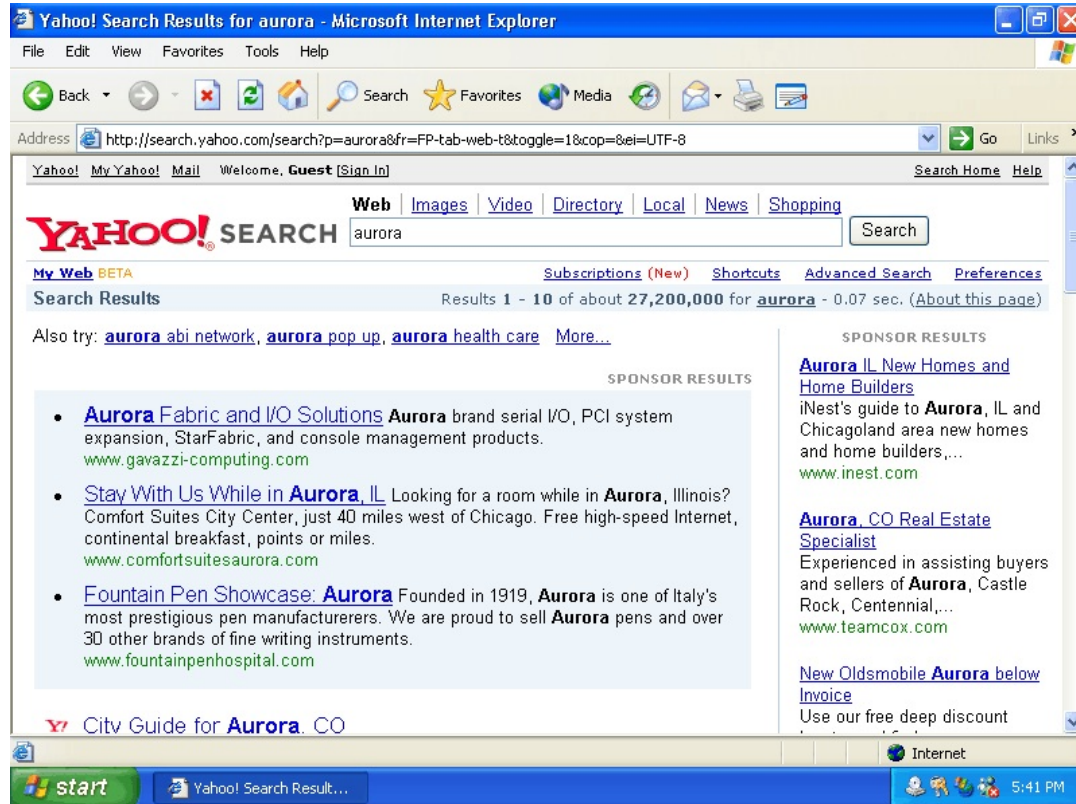 Yahoo! Search Results for aurora - Microsoft Internet Explorer
File Edit View Favorites Tools Help
Back Search Favorites Media
Address http://search.yahoo.com/search?p=aurora&fr=FP-tab-web-t&toggle=1&cop=&ei=UTF-8 Go Links
Yahoo! My Yahoo! Mail Welcome, Guest [Sign In] Search Home Help
Web | Images | Video | Directory | Local | News | Shopping
YAHOO! SEARCH aurora Search
My Web BETA Subscriptions (New) Shortcuts Advanced Search Preferences
Search Results Results 1 - 10 of about 27,200,000 for aurora - 0.07 sec. (About this page)
Also try: aurora abi network, aurora pop up, aurora health care More...
SPONSOR RESULTS
Aurora Fabric and I/O Solutions Aurora brand serial I/O, PCI system
expansion, StarFabric, and console management products.
www.gavazzi-computing.com
Stay With Us While in Aurora, IL Looking for a room while in Aurora, Illinois?
Comfort Suites City Center, just 40 miles west of Chicago. Free high-speed Internet,
continental breakfast, points or miles.
www.comfortsuitesaurora.com
Fountain Pen Showcase: Aurora Founded in 1919, Aurora is one of Italy's
most prestigious pen manufacturerers. We are proud to sell Aurora pens and over
30 other brands of fine writing instruments.
www.fountainpenhospital.com
Y! City Guide for Aurora, CO
SPONSOR RESULTS
Aurora IL New Homes and
Home Builders
iNest's guide to Aurora, IL and
Chicagoland area new homes
and home builders,...
www.inest.com
Aurora, CO Real Estate
Specialist
Experienced in assisting buyers
and sellers of Aurora, Castle
Rock, Centennial,...
www.teamcox.com
New Oldsmobile Aurora below
Invoice
Use our free deep discount
Internet
start Yahoo! Search Result... 5:41 PM